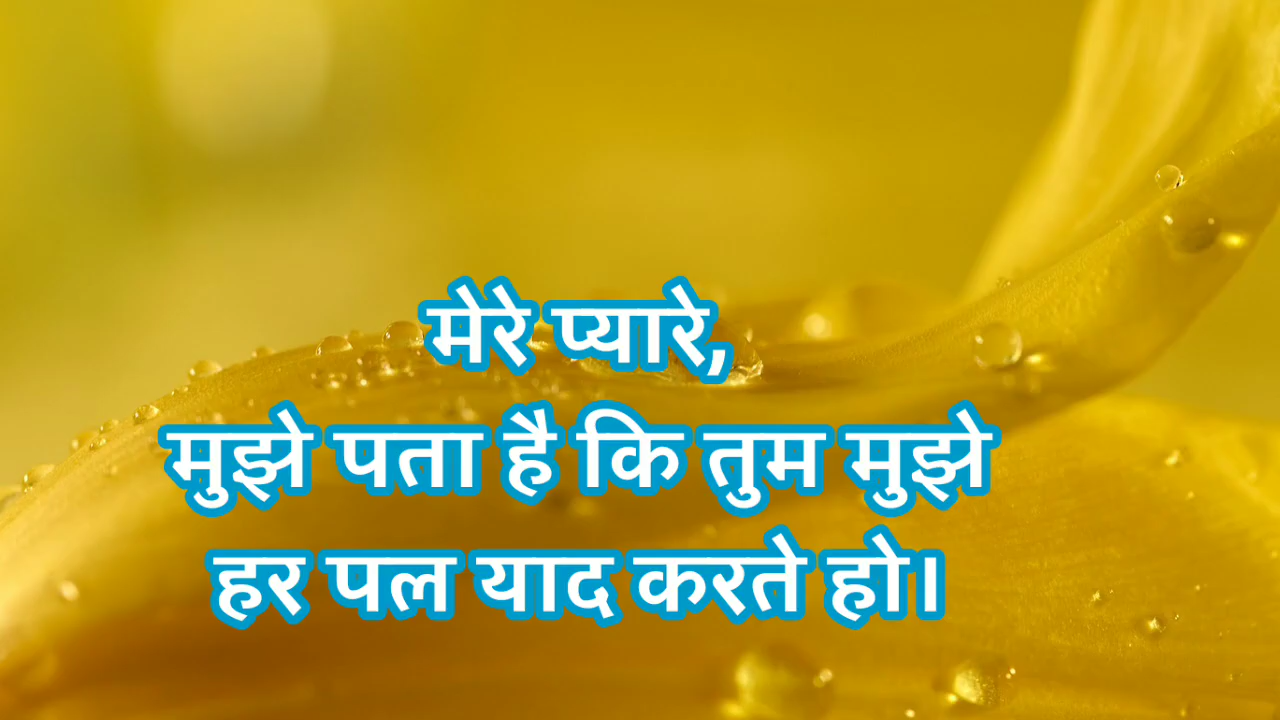 मेरे प्यारे,
मुझे पता है कि तुम मुझे
हर पल याद करते हो।